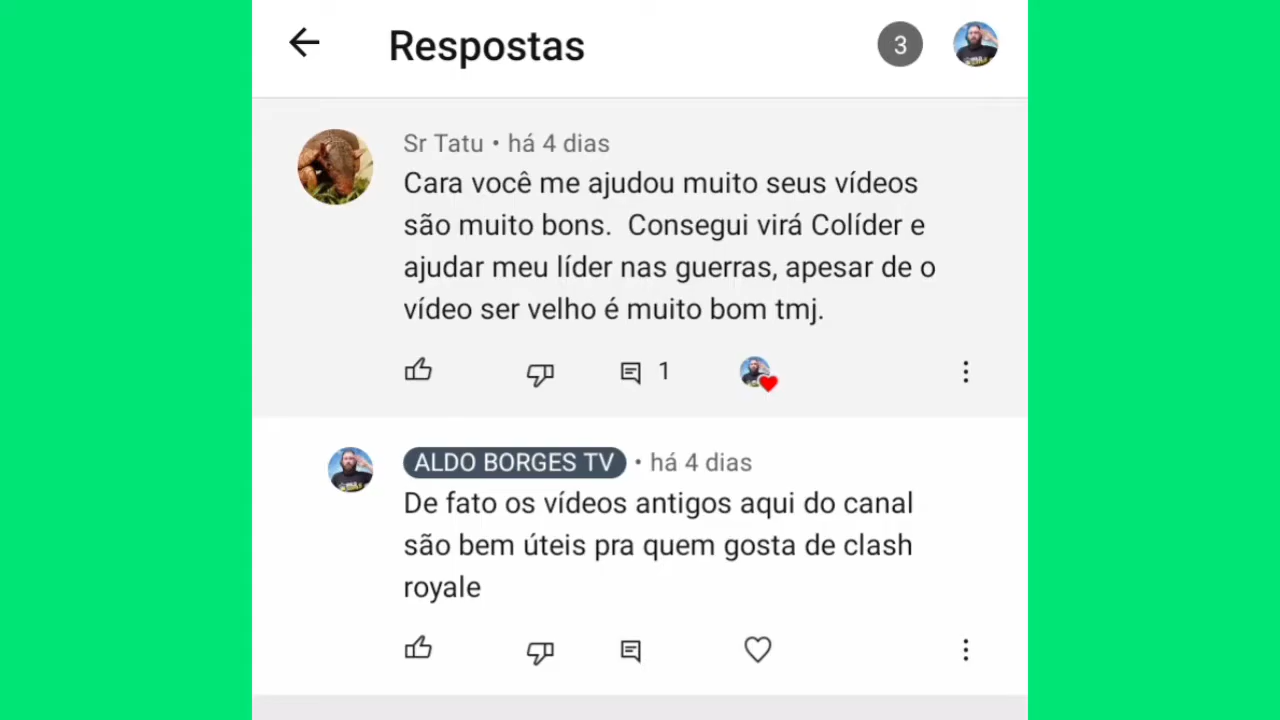 Respostas
3
Sr Tatu • há 4 dias
Cara você me ajudou muito seus vídeos
são muito bons.  Consegui virá Colíder e
ajudar meu líder nas guerras, apesar de o
vídeo ser velho é muito bom tmj.
1
ALDO BORGES TV • há 4 dias
De fato os vídeos antigos aqui do canal
são bem úteis pra quem gosta de clash
royale